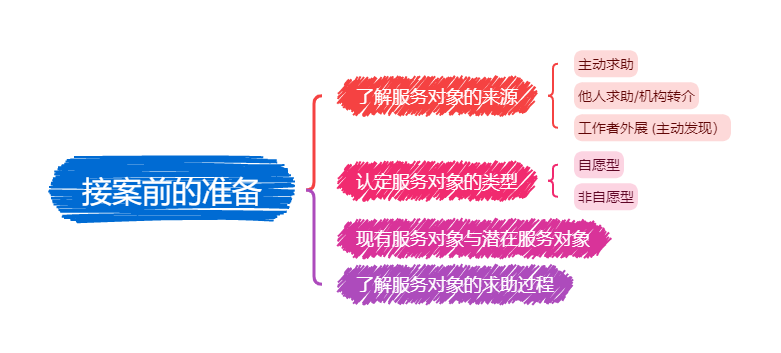 接案前的准备
了解服务对象的来源
主动求助
他人求助/机构转介
工作者外展 (主动发现）
认定服务对象的类型
自愿型
非自愿型
现有服务对象与潜在服务对象
了解服务对象的求助过程